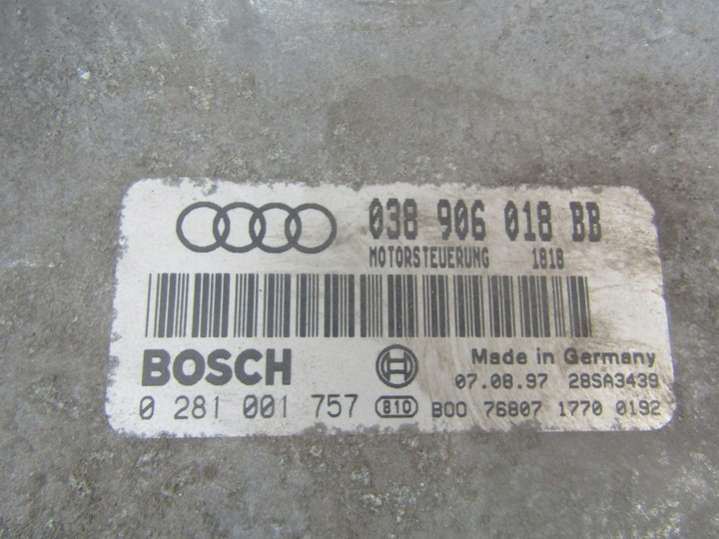 038 906 018 BB
MOTORSTEUERUNG 1818
BOSCH
Made in Germany
07.08.97 28SA3439
0 281 001 757 810 B00 76807 1770 0192